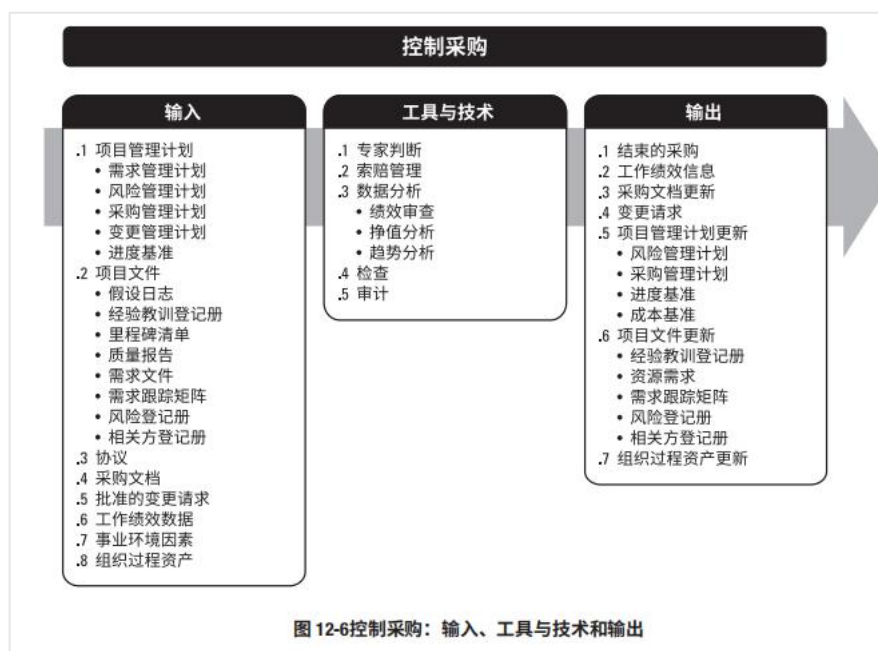 控制采购
输入
.1 项目管理计划
• 需求管理计划
• 风险管理计划
• 采购管理计划
• 变更管理计划
• 进度基准
.2 项目文件
• 假设日志
• 经验教训登记册
• 里程碑清单
• 质量报告
• 需求文件
• 需求跟踪矩阵
• 风险登记册
• 相关方登记册
.3 协议
.4 采购文档
.5 批准的变更请求
.6 工作绩效数据
.7 事业环境因素
.8 组织过程资产
工具与技术
.1 专家判断
.2 索赔管理
.3 数据分析
• 绩效审查
• 挣值分析
• 趋势分析
.4 检查
.5 审计
输出
.1 结束的采购
.2 工作绩效信息
.3 采购文档更新
.4 变更请求
.5 项目管理计划更新
• 风险管理计划
• 采购管理计划
• 进度基准
• 成本基准
.6 项目文件更新
• 经验教训登记册
• 资源需求
• 需求跟踪矩阵
• 风险登记册
• 相关方登记册
.7 组织过程资产更新
图 12-6控制采购：输入、工具与技术和输出